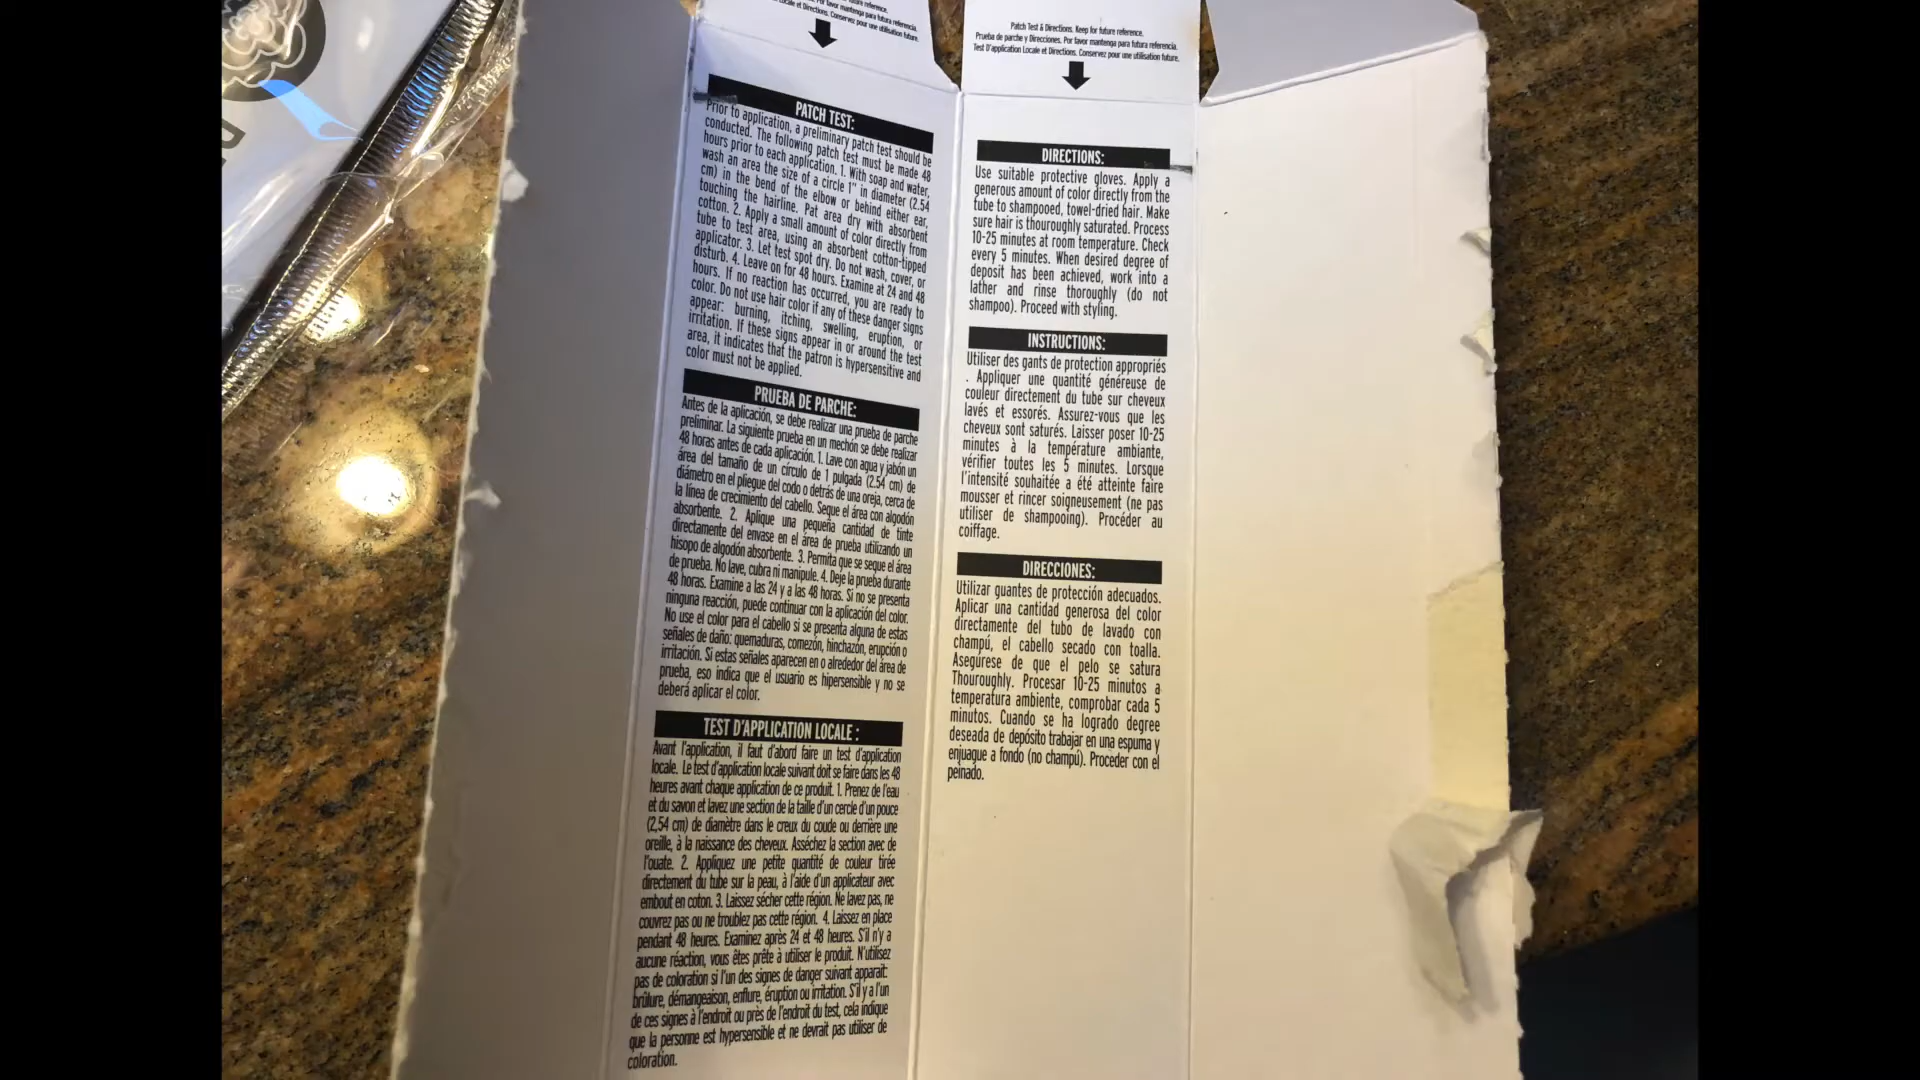 future reference.
Por favor mantenga para futura referencia.
Locale et Directions. Conservez pour une utilisation future.
PATCH TEST:
Prior to application, a preliminary patch test should be
conducted. The following patch test must be made 48
hours prior to each application. 1. With soap and water,
wash an area the size of a circle 1" in diameter (2.54
cm) in the bend of the elbow or behind either ear,
touching the hairline. Pat area dry with absorbent
cotton. 2. Apply a small amount of color directly from
tube to test area, using an absorbent cotton-tipped
applicator. 3. Let test spot dry. Do not wash, cover, or
disturb. 4. Leave on for 48 hours. Examine at 24 and 48
hours. If no reaction has occurred, you are ready to
color. Do not use hair color if any of these danger signs
appear: burning, itching, swelling, eruption, or
irritation. If these signs appear in or around the test
area, it indicates that the patron is hypersensitive and
color must not be applied.
PRUEBA DE PARCHE:
Antes de la aplicación, se debe realizar una prueba de parche
preliminar. La siguiente prueba en un mechón se debe realizar
48 horas antes de cada aplicación. 1. Lave con agua y jabón un
área del tamaño de un círculo de 1 pulgada (2.54 cm) de
diámetro en el pliegue del codo o detrás de una oreja, cerca de
la línea de crecimiento del cabello. Seque el área con algodón
absorbente. 2. Aplique una pequeña cantidad de tinte
directamente del envase en el área de prueba utilizando un
hisopo de algodón absorbente. 3. Permita que se seque el área
de prueba. No lave, cubra ni manipule. 4. Deje la prueba durante
48 horas. Examine a las 24 y a las 48 horas. Si no se presenta
ninguna reacción, puede continuar con la aplicación del color.
No use el color para el cabello si se presenta alguna de estas
señales de daño: quemaduras, comezón, hinchazón, erupción o
irritación. Si estas señales aparecen en o alrededor del área de
prueba, eso indica que el usuario es hipersensible y no se
deberá aplicar el color.
TEST D'APPLICATION LOCALE :
Avant l'application, il faut d'abord faire un test d'application
locale. Le test d'application locale suivant doit se faire dans les 48
heures avant chaque application de ce produit. 1. Prenez de l'eau
et du savon et lavez une section de la taille d'un cercle d'un pouce
(2,54 cm) de diamètre dans le creux du coude ou derrière une
oreille, à la naissance des cheveux. Asséchez la section avec de
l'ouate. 2. Appliquez une petite quantité de couleur tirée
directement du tube sur la peau, à l'aide d'un applicateur avec
embout en coton. 3. Laissez sécher cette région. Ne lavez pas, ne
couvrez pas ou ne troublez pas cette région. 4. Laissez en place
pendant 48 heures. Examinez après 24 et 48 heures. S'il n'y a
aucune réaction, vous êtes prête à utiliser le produit. N'utilisez
pas de coloration si l'un des signes de danger suivant apparaît:
brûlure, démangeaison, enflure, éruption ou irritation. S'il y a l'un
de ces signes à l'endroit ou près de l'endroit du test, cela indique
que la personne est hypersensible et ne devrait pas utiliser de
coloration.
Patch Test & Directions. Keep for future reference.
Prueba de parche y Direcciones. Por favor mantenga para futura referencia.
Test D'application Locale et Directions. Conservez pour une utilisation future.
DIRECTIONS:
Use suitable protective gloves. Apply a
generous amount of color directly from the
tube to shampooed, towel-dried hair. Make
sure hair is thouroughly saturated. Process
10-25 minutes at room temperature. Check
every 5 minutes. When desired degree of
deposit has been achieved, work into a
lather and rinse thoroughly (do not
shampoo). Proceed with styling.
INSTRUCTIONS:
Utiliser des gants de protection appropriés
. Appliquer une quantité généreuse de
couleur directement du tube sur cheveux
lavés et essorés. Assurez-vous que les
cheveux sont saturés. Laisser poser 10-25
minutes à la température ambiante,
vérifier toutes les 5 minutes. Lorsque
l'intensité souhaitée a été atteinte faire
mousser et rincer soigneusement (ne pas
utiliser de shampooing). Procéder au
coiffage.
DIRECCIONES:
Utilizar guantes de protección adecuados.
Aplicar una cantidad generosa del color
directamente del tubo de lavado con
champú, el cabello secado con toalla.
Asegúrese de que el pelo se satura
Thouroughly. Procesar 10-25 minutos a
temperatura ambiente, comprobar cada 5
minutos. Cuando se ha logrado degree
deseada de depósito trabajar en una espuma y
enjuague a fondo (no champú). Proceder con el
peinado.